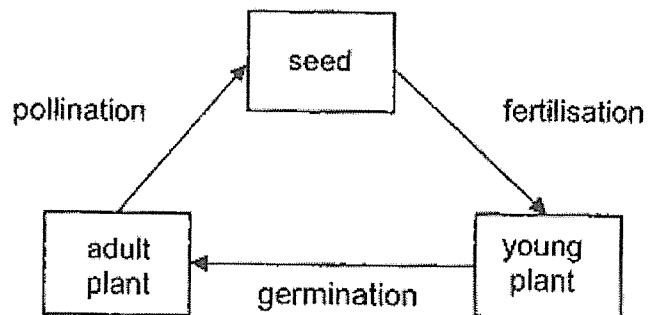 seed
pollination
fertilisation
adult
plant
young
plant
germination